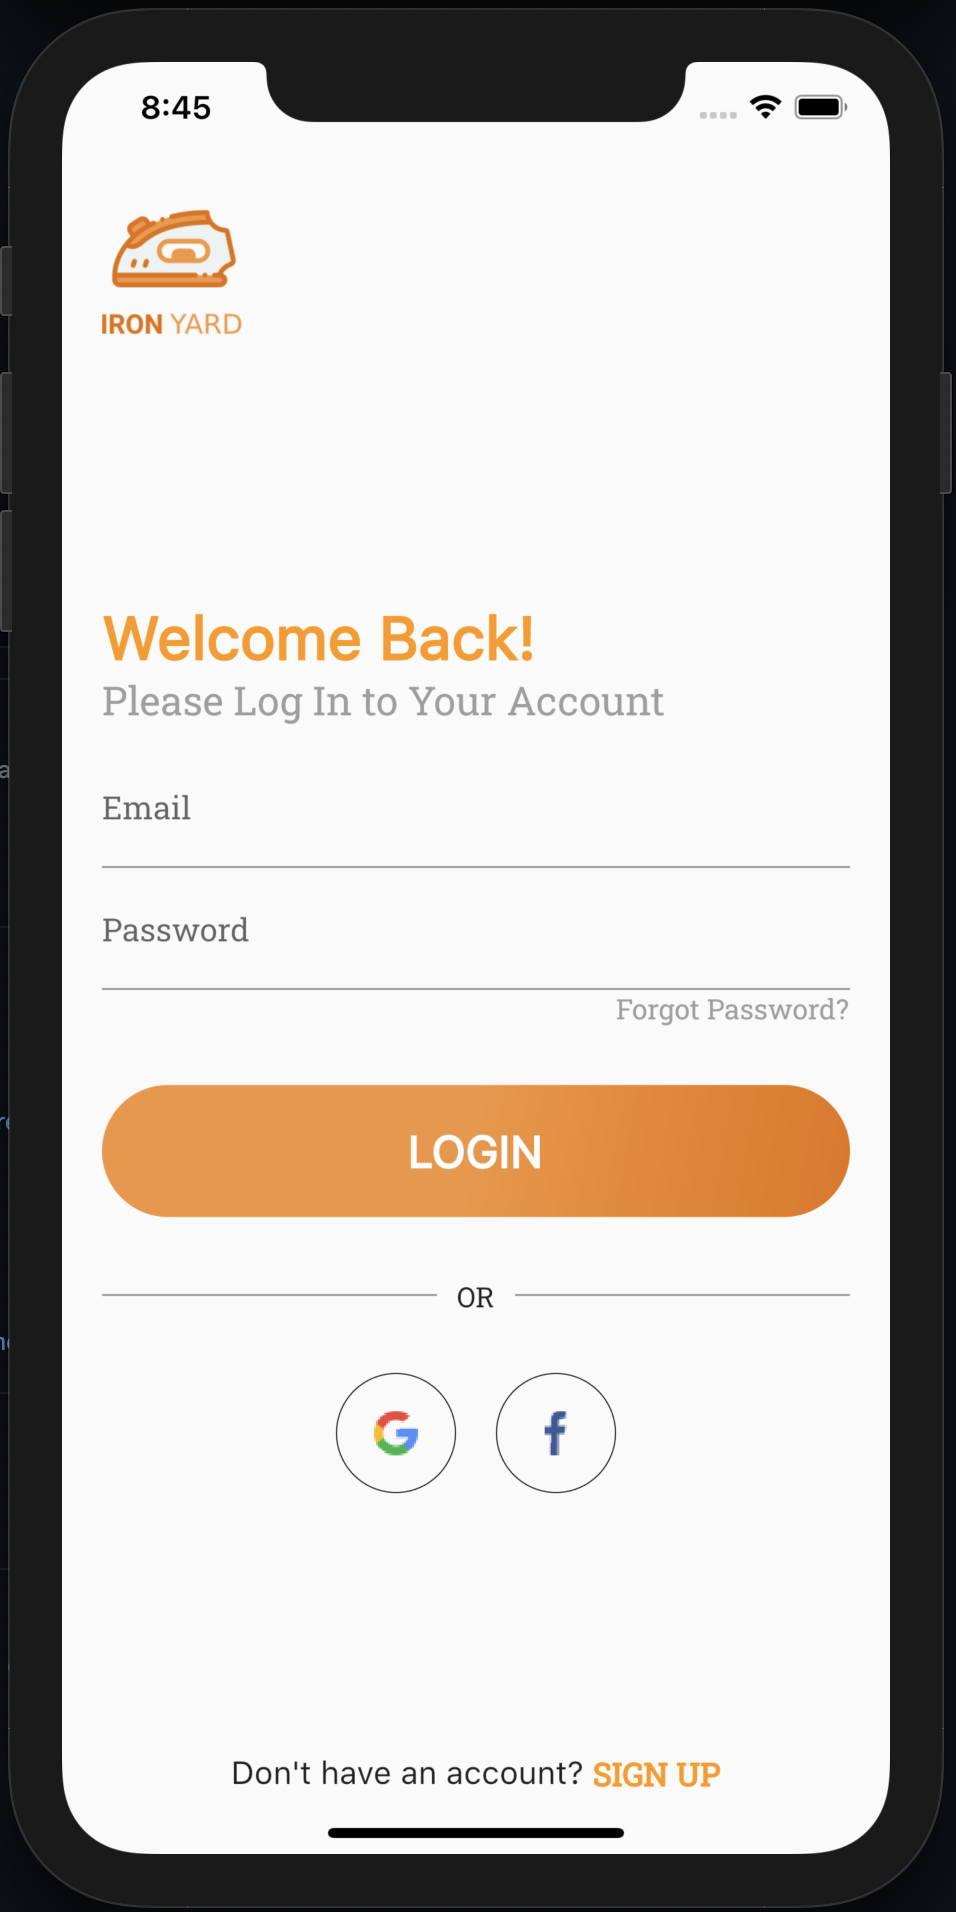 8:45
IRON YARD
Welcome Back!
Please Log In to Your Account
Email
Password
Forgot Password?
LOGIN
OR
Don't have an account? SIGN UP